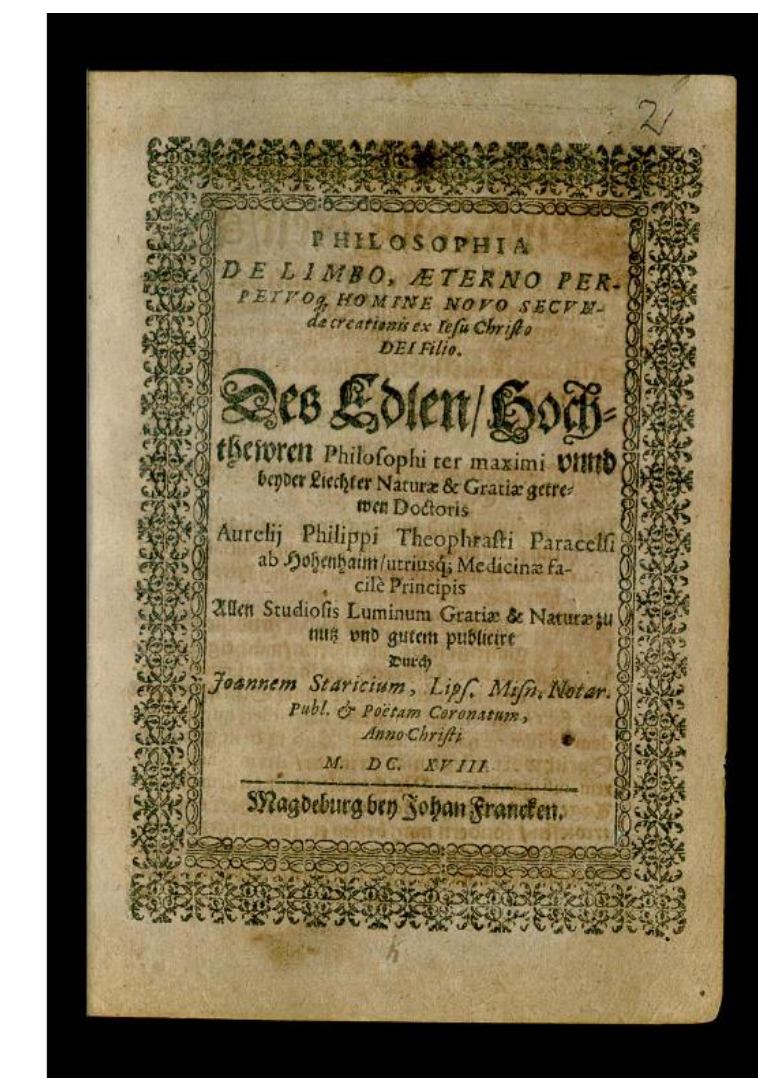 2
PHILOSOPHIA
DE LIMBO, ÆTERNO PER-
PETVOq́; HOMINE NOVO SECVN-
dæ creationis ex Iesu Christo
DEI Filio.
Des Edlen/Hoch-
thewren Philosophi ter maximi vnnd
beyder Liechter Naturæ & Gratiæ getre-
wen Doctoris
Aurelij Philippi Theophrasti Paracelsi
ab Hohenhaim/utriusq́; Medicinæ fa-
cilè Principis
Allen Studiosis Luminum Gratiæ & Naturæ zu
nutz vnd gutem publicirt
Durch
Joannem Staricium, Lips. Misn. Notar.
Publ. & Poëtam Coronatum,
Anno Christi
M. DC. XVIII.
Magdeburg bey Johan Francken.